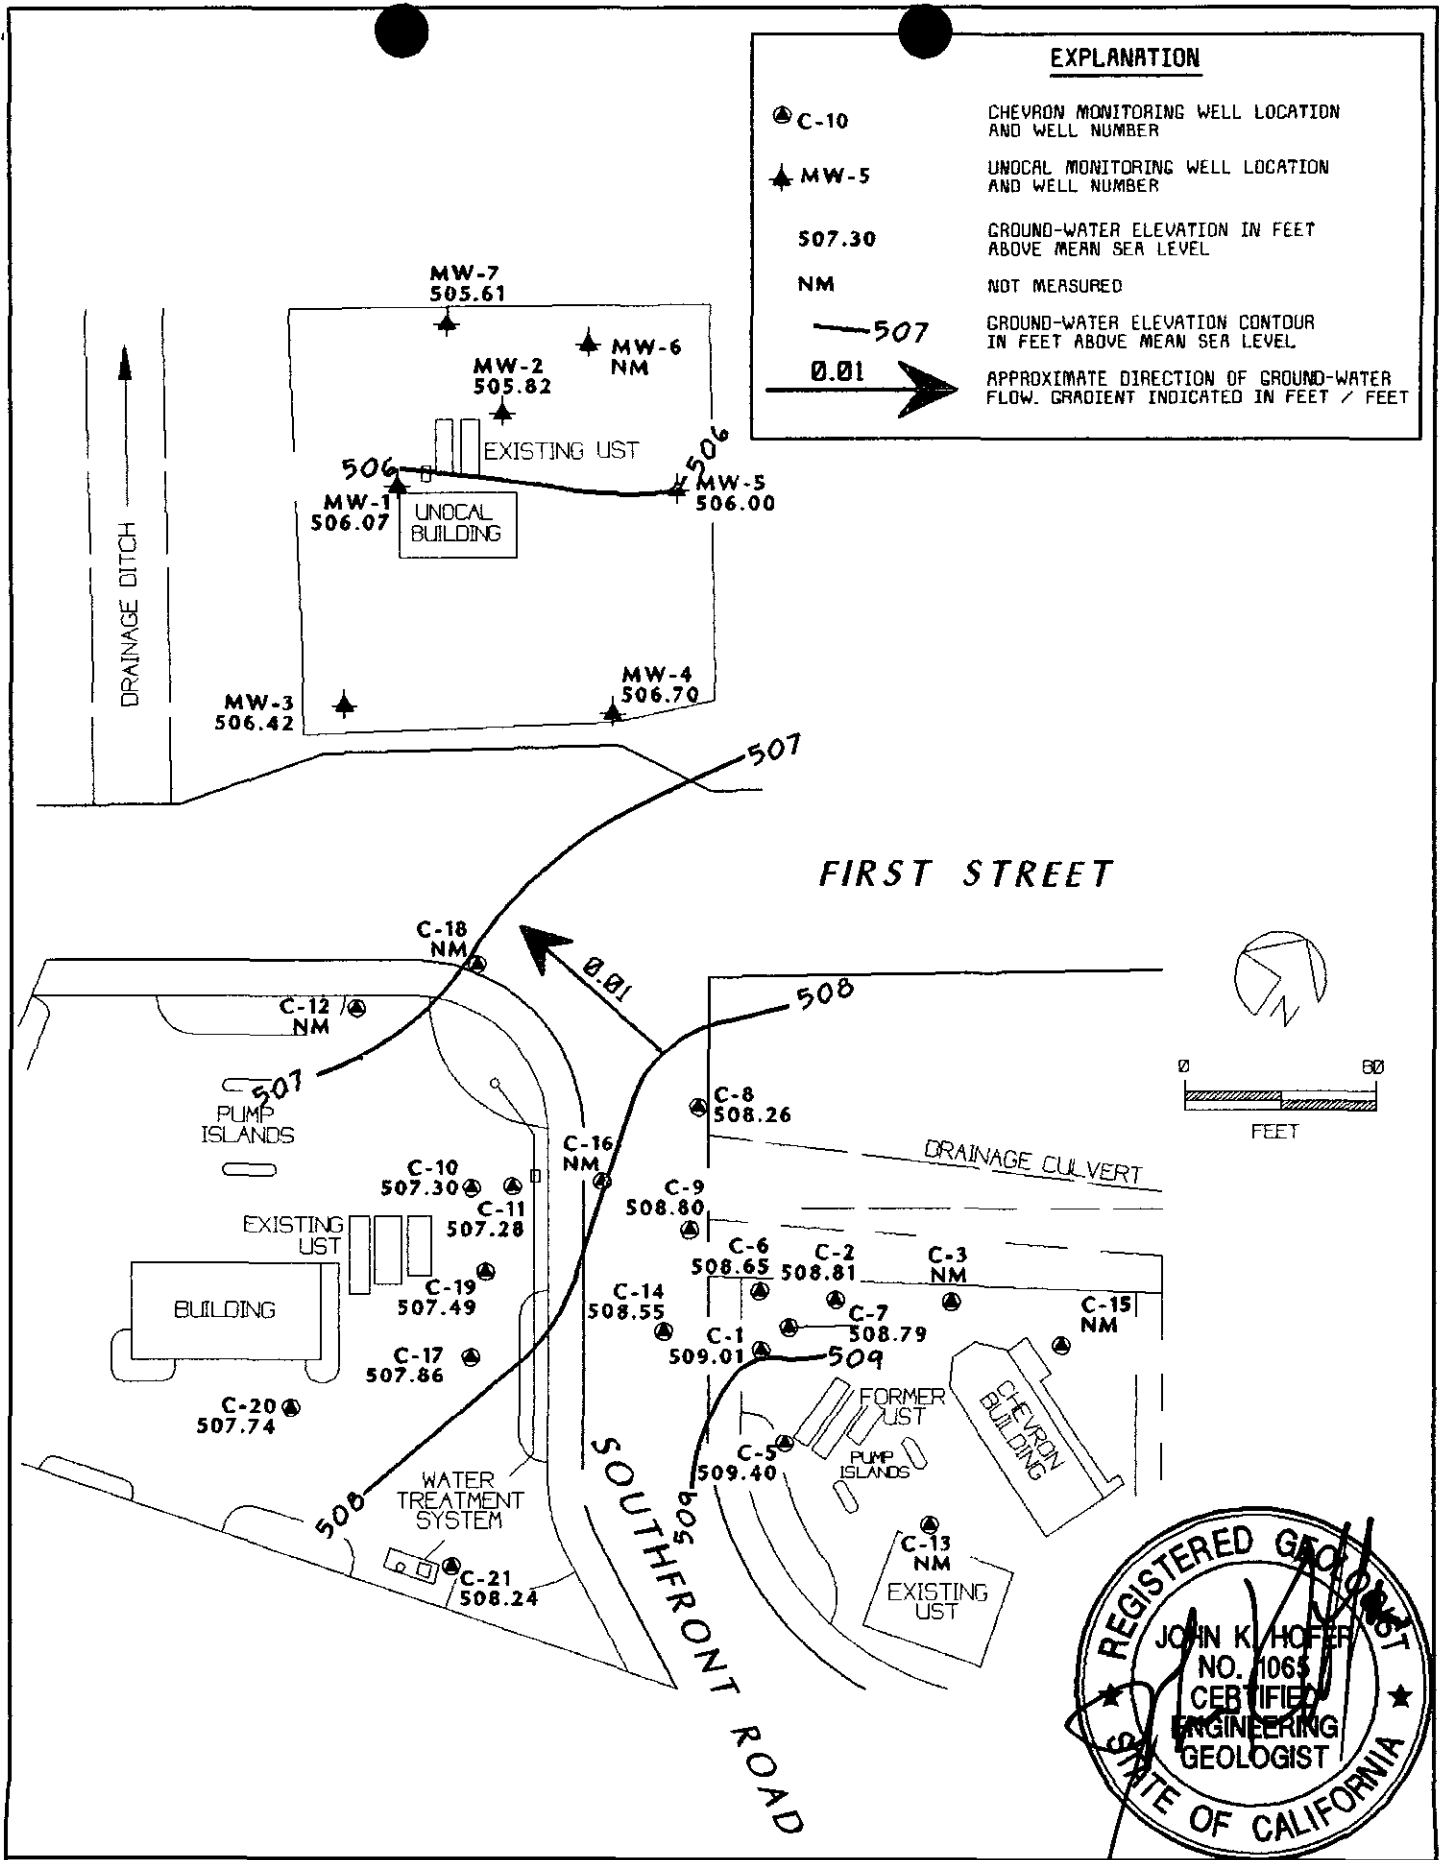 EXPLANATION
C-10
CHEVRON MONITORING WELL LOCATION
AND WELL NUMBER
MW-5
UNOCAL MONITORING WELL LOCATION
AND WELL NUMBER
507.30
GROUND-WATER ELEVATION IN FEET
ABOVE MEAN SEA LEVEL
NM
NOT MEASURED
507
GROUND-WATER ELEVATION CONTOUR
IN FEET ABOVE MEAN SEA LEVEL
0.01
APPROXIMATE DIRECTION OF GROUND-WATER
FLOW. GRADIENT INDICATED IN FEET / FEET
MW-7
505.61
MW-6
NM
MW-2
505.82
EXISTING UST
506
506
MW-1
506.07
MW-5
506.00
UNOCAL
BUILDING
DRAINAGE DITCH
MW-3
506.42
MW-4
506.70
507
FIRST STREET
C-18
NM
0.01
508
C-12
NM
507
PUMP
ISLANDS
N
0 80
FEET
C-8
508.26
DRAINAGE CULVERT
C-16
NM
C-10
507.30
C-11
507.28
C-9
508.80
EXISTING
UST
C-6
508.65
C-2
508.81
C-3
NM
C-19
507.49
BUILDING
C-14
508.55
C-7
508.79
C-15
NM
C-1
509.01
509
C-17
507.86
C-20
507.74
FORMER
UST
CHEVRON
BUILDING
C-5
509.40
PUMP
ISLANDS
509
508
WATER
TREATMENT
SYSTEM
C-21
508.24
SOUTHFRONT ROAD
C-13
NM
EXISTING
UST
REGISTERED GEOLOGIST
JOHN K. HOFER
NO. 1065
CERTIFIED
ENGINEERING
GEOLOGIST
STATE OF CALIFORNIA